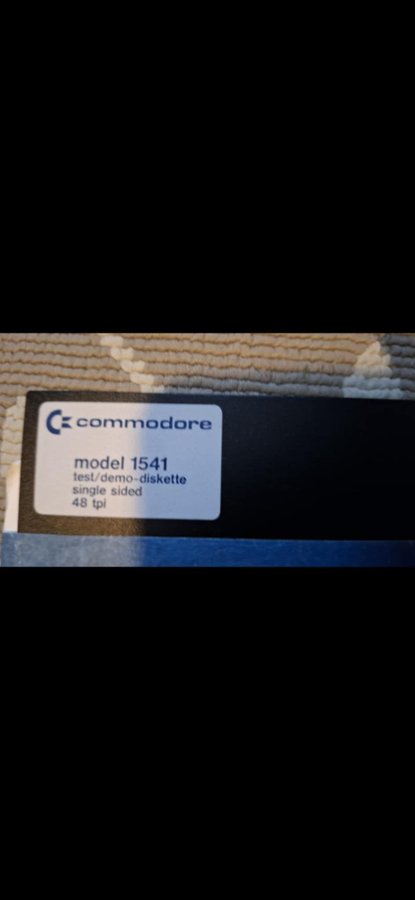 commodore
model 1541
test/demo-diskette
single sided
48 tpi